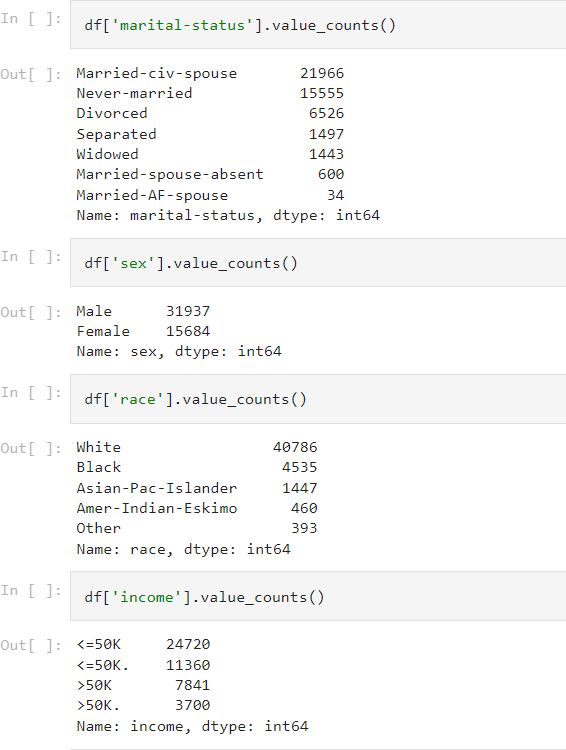 In [ ]: df['marital-status'].value_counts()
Out[ ]: Married-civ-spouse 21966
Never-married 15555
Divorced 6526
Separated 1497
Widowed 1443
Married-spouse-absent 600
Married-AF-spouse 34
Name: marital-status, dtype: int64
In [ ]: df['sex'].value_counts()
Out[ ]: Male 31937
Female 15684
Name: sex, dtype: int64
In [ ]: df['race'].value_counts()
Out[ ]: White 40786
Black 4535
Asian-Pac-Islander 1447
Amer-Indian-Eskimo 460
Other 393
Name: race, dtype: int64
In [ ]: df['income'].value_counts()
Out[ ]: <=50K 24720
<=50K. 11360
>50K 7841
>50K. 3700
Name: income, dtype: int64